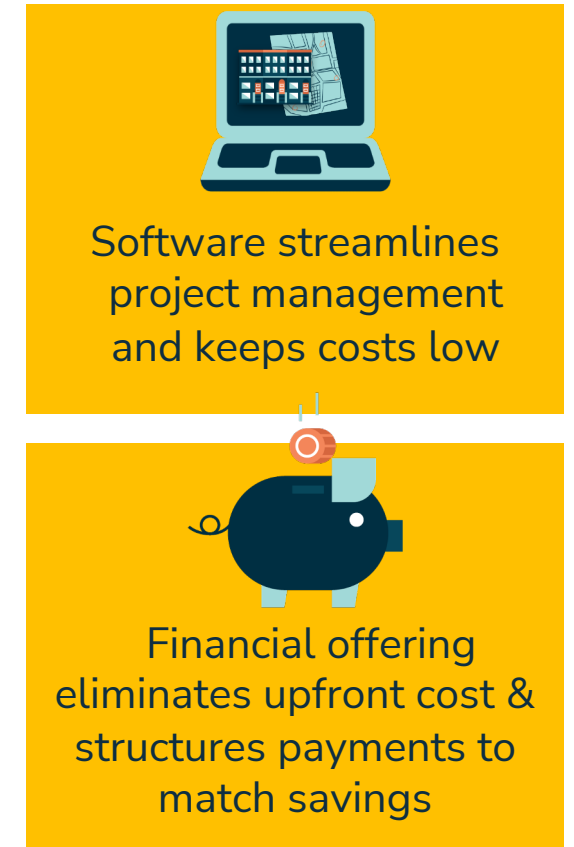 Software streamlines
project management
and keeps costs low
Financial offering
eliminates upfront cost &
structures payments to
match savings